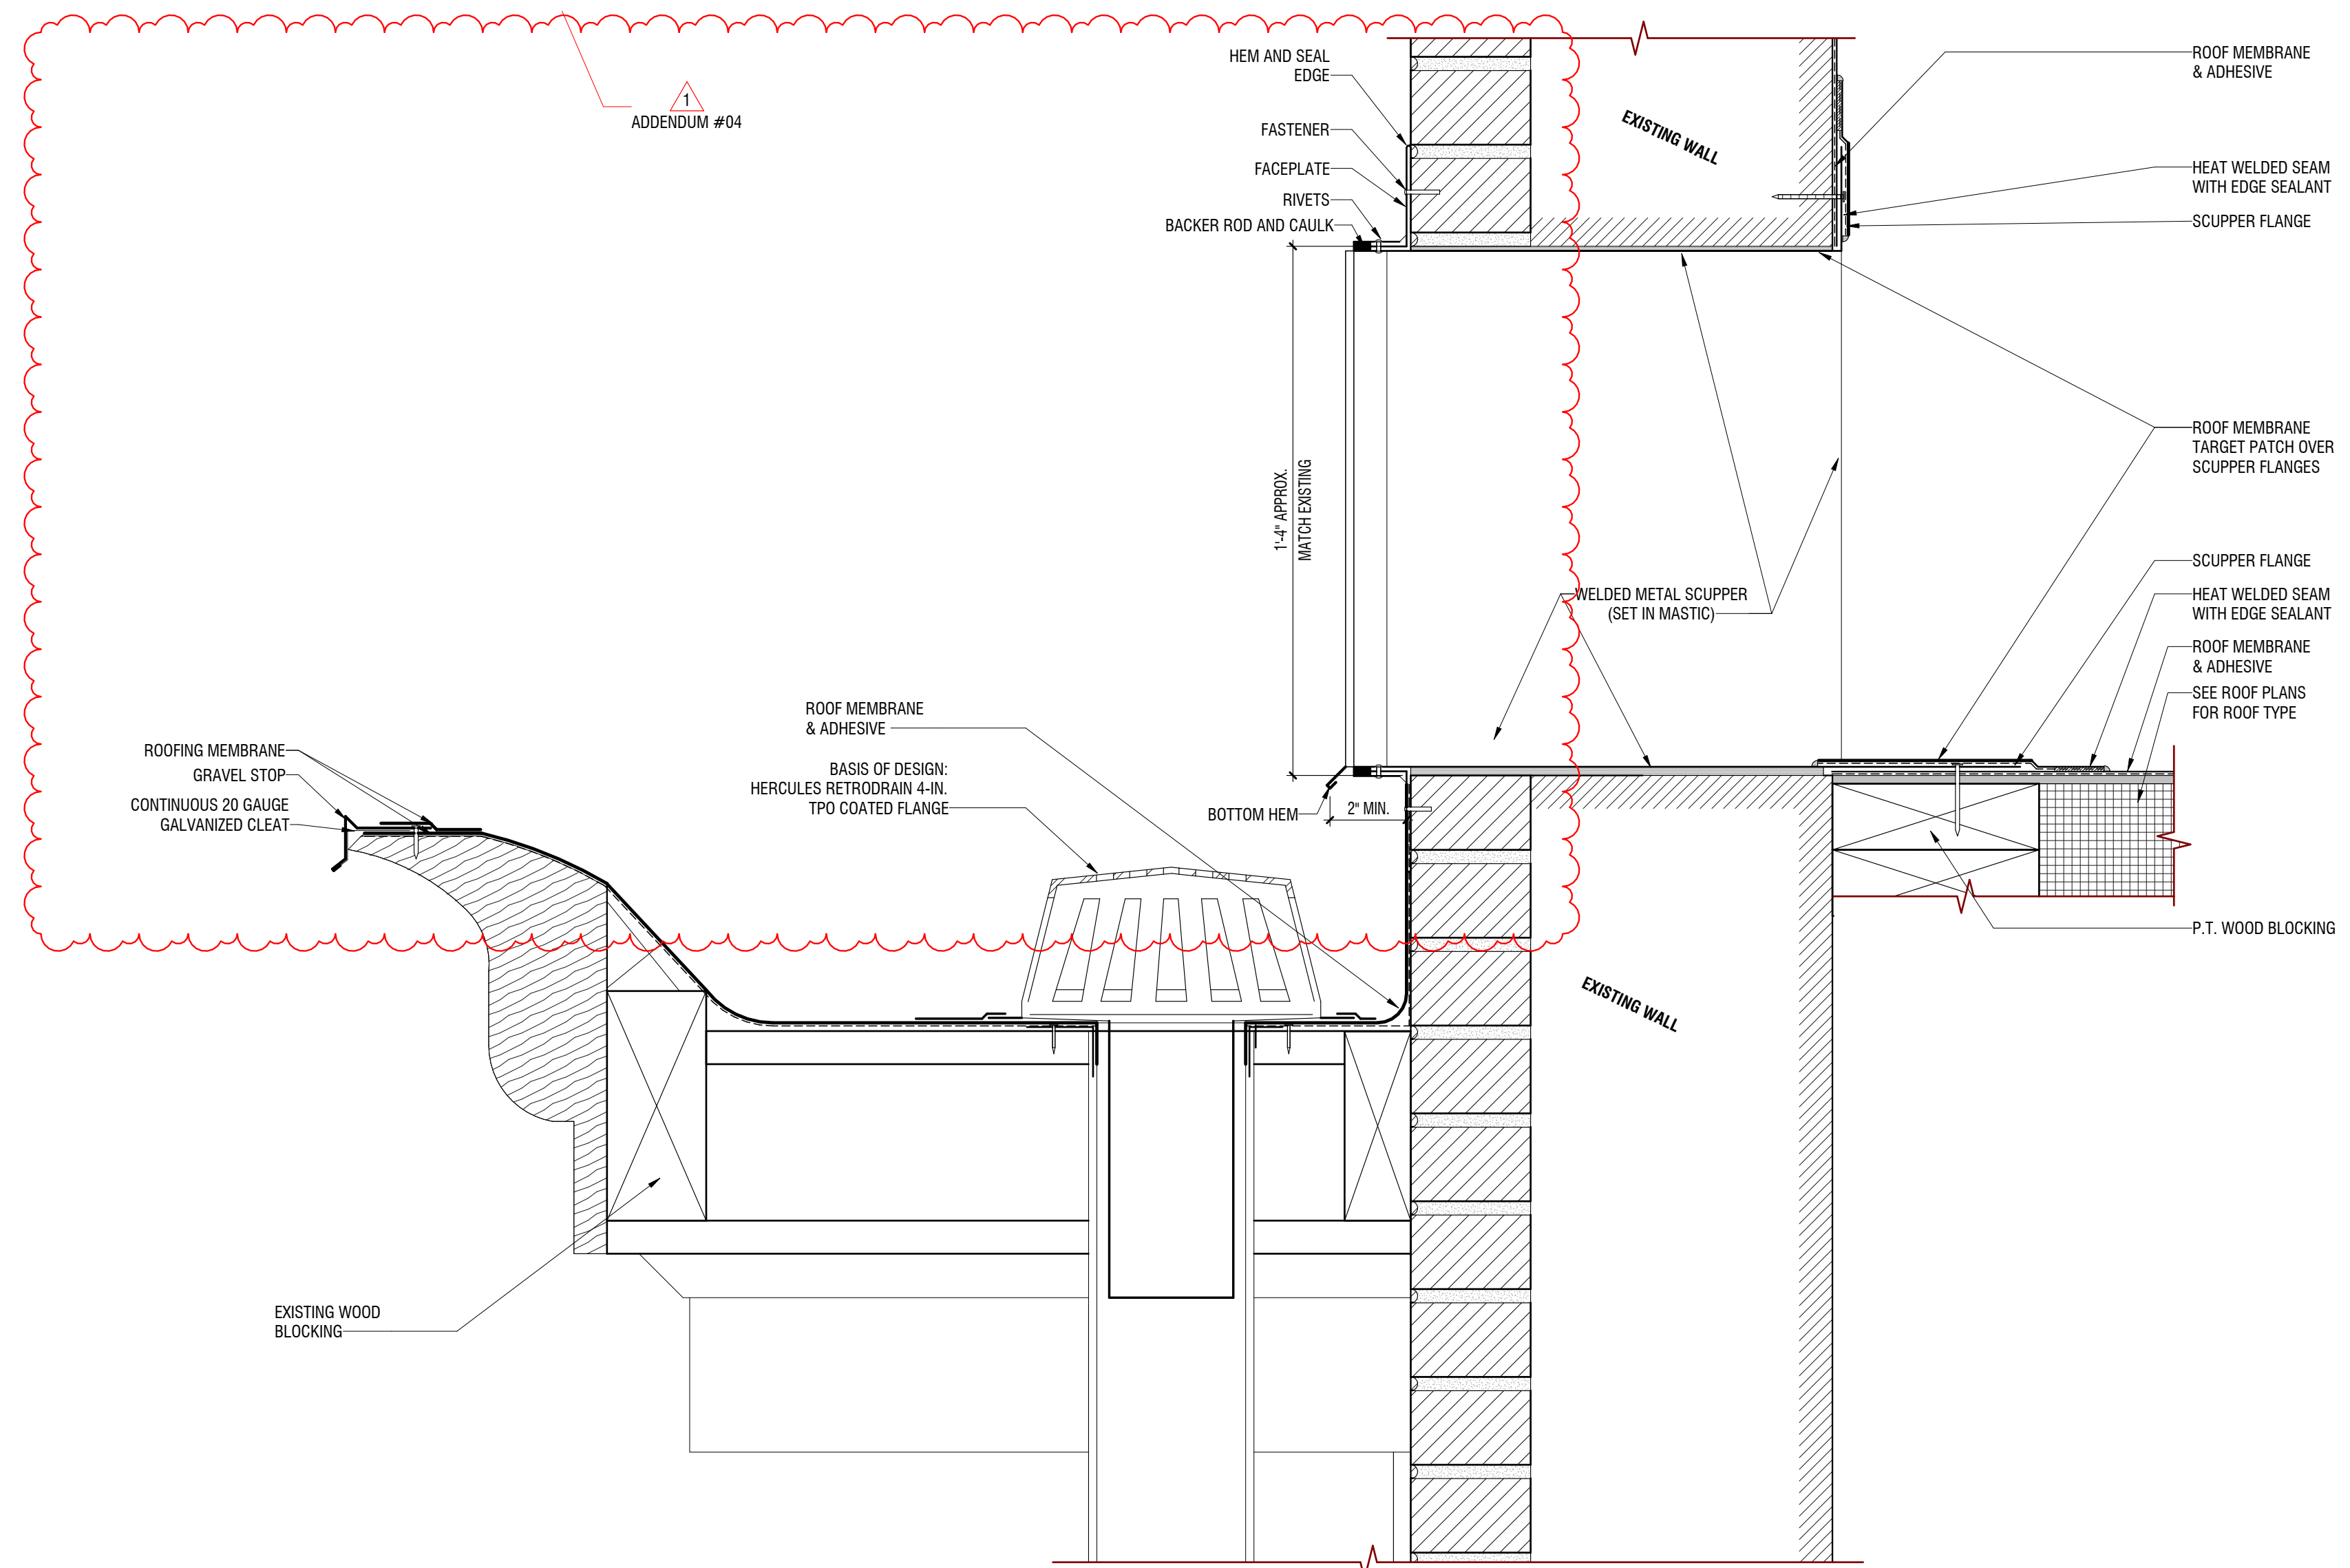 1
ADDENDUM #04
HEM AND SEAL
EDGE
FASTENER
FACEPLATE
RIVETS
BACKER ROD AND CAULK
EXISTING WALL
ROOF MEMBRANE
& ADHESIVE
HEAT WELDED SEAM
WITH EDGE SEALANT
SCUPPER FLANGE
1'-4" APPROX.
MATCH EXISTING
ROOF MEMBRANE
TARGET PATCH OVER
SCUPPER FLANGES
WELDED METAL SCUPPER
(SET IN MASTIC)
SCUPPER FLANGE
HEAT WELDED SEAM
WITH EDGE SEALANT
ROOF MEMBRANE
& ADHESIVE
SEE ROOF PLANS
FOR ROOF TYPE
P.T. WOOD BLOCKING
ROOF MEMBRANE
& ADHESIVE
BASIS OF DESIGN:
HERCULES RETRODRAIN 4-IN.
TPO COATED FLANGE
BOTTOM HEM
2" MIN.
ROOFING MEMBRANE
GRAVEL STOP
CONTINUOUS 20 GAUGE
GALVANIZED CLEAT
EXISTING WALL
EXISTING WOOD
BLOCKING